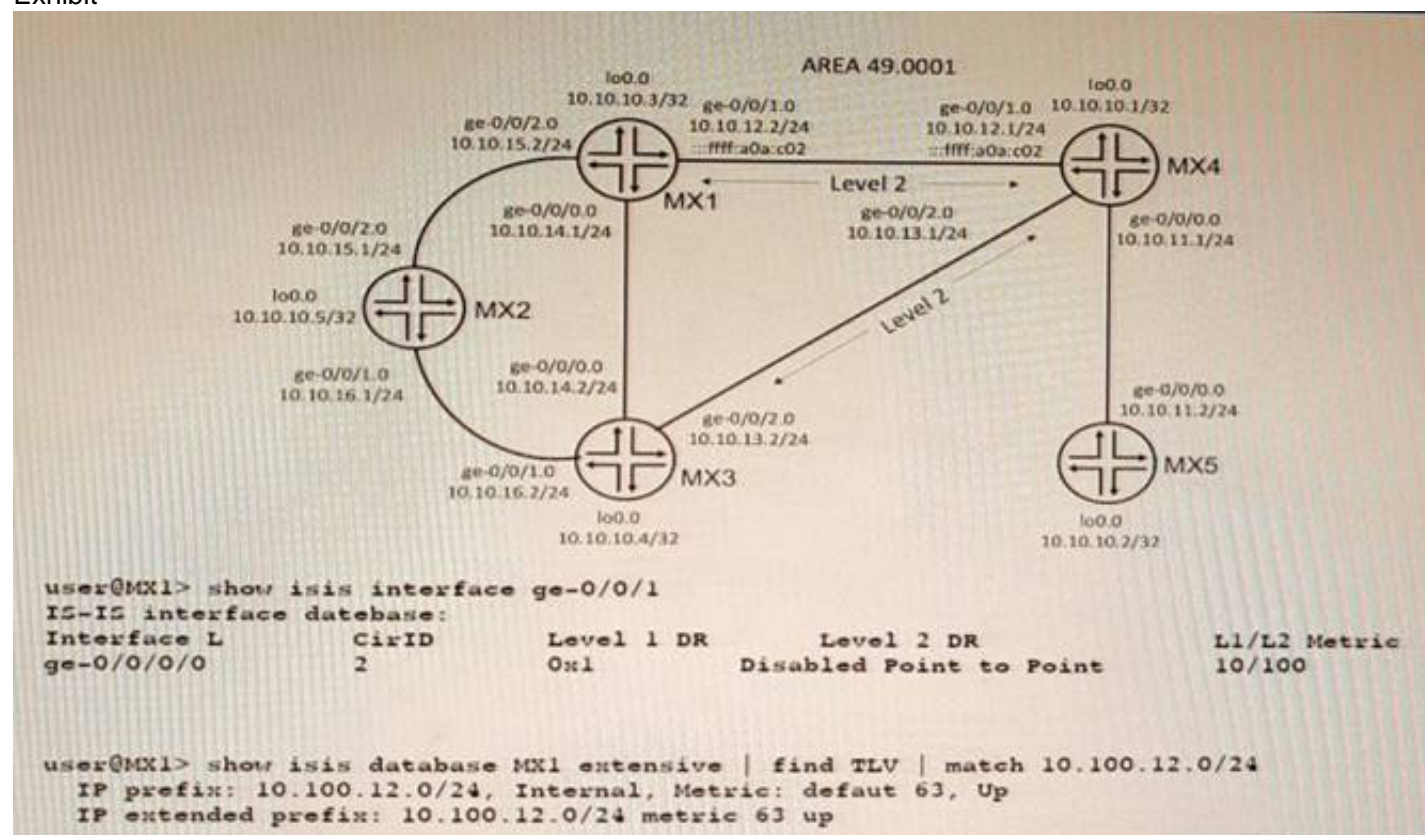 Exhibit
AREA 49.0001
lo0.0
10.10.10.3/32
ge-0/0/1.0
10.10.12.2/24
:::ffff:a0a:c02
ge-0/0/1.0
10.10.12.1/24
:::ffff:a0a:c02
lo0.0
10.10.10.1/32
ge-0/0/2.0
10.10.15.2/24
MX1
Level 2
MX4
ge-0/0/0.0
10.10.14.1/24
ge-0/0/2.0
10.10.13.1/24
ge-0/0/0.0
10.10.11.1/24
ge-0/0/2.0
10.10.15.1/24
lo0.0
10.10.10.5/32
MX2
Level 2
ge-0/0/1.0
10.10.16.1/24
ge-0/0/0.0
10.10.14.2/24
ge-0/0/0.0
10.10.11.2/24
ge-0/0/2.0
10.10.13.2/24
ge-0/0/1.0
10.10.16.2/24
MX3
MX5
lo0.0
10.10.10.4/32
lo0.0
10.10.10.2/32
user@MX1> show isis interface ge-0/0/1
IS-IS interface datebase:
Interface L CirID Level 1 DR Level 2 DR L1/L2 Metric
ge-0/0/0/0 2 0x1 Disabled Point to Point 10/100
user@MX1> show isis database MX1 extensive | find TLV | match 10.100.12.0/24
IP prefix: 10.100.12.0/24, Internal, Metric: defaut 63, Up
IP extended prefix: 10.100.12.0/24 metric 63 up